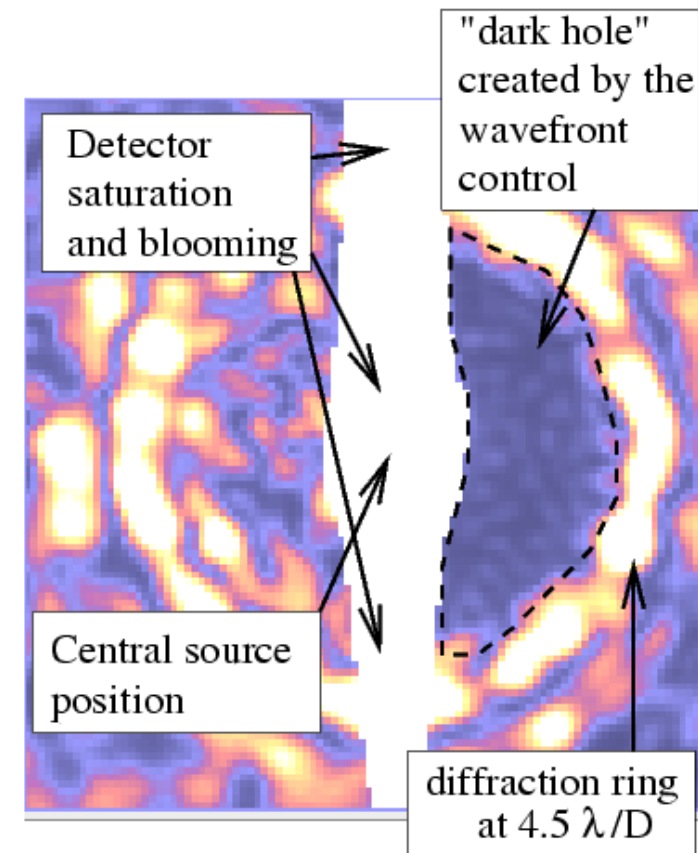 "dark hole"
created by the
wavefront
control
Detector
saturation
and blooming
Central source
position
diffraction ring
at 4.5 λ/D